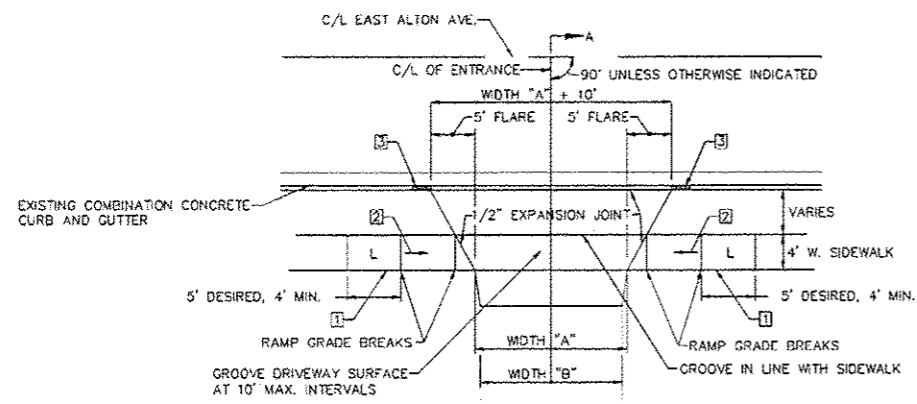 C/L EAST ALTON AVE.
A
C/L OF ENTRANCE
90° UNLESS OTHERWISE INDICATED
WIDTH "A" + 10'
5' FLARE
5' FLARE
3
3
EXISTING COMBINATION CONCRETE
CURB AND GUTTER
1/2" EXPANSION JOINT
VARIES
2
2
L
L
4' W. SIDEWALK
5' DESIRED, 4' MIN.
5' DESIRED, 4' MIN.
1
1
RAMP GRADE BREAKS
WIDTH "A"
RAMP GRADE BREAKS
GROOVE DRIVEWAY SURFACE
AT 10' MAX. INTERVALS
WIDTH "B"
GROOVE IN LINE WITH SIDEWALK